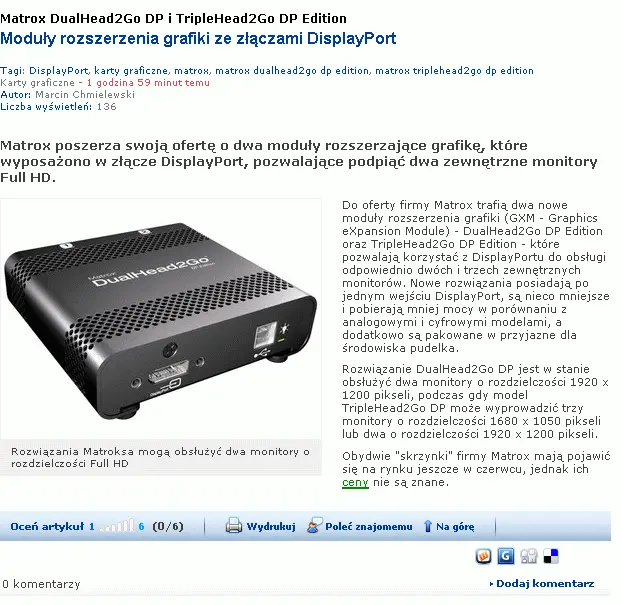 Matrox DualHead2Go DP i TripleHead2Go DP Edition
Moduły rozszerzenia grafiki ze złączami DisplayPort
Tagi: DisplayPort, karty graficzne, matrox, matrox dualhead2go dp edition, matrox triplehead2go dp edition
Karty graficzne - 1 godzina 59 minut temu
Autor: Marcin Chmielewski
Liczba wyświetleń: 136
Matrox poszerza swoją ofertę o dwa moduły rozszerzające grafikę, które
wyposażono w złącze DisplayPort, pozwalające podpiąć dwa zewnętrzne monitory
Full HD.
1 2
Matrox
DualHead2Go
DP Edition
DisplayPort
Rozwiązania Matroksa mogą obsłużyć dwa monitory o
rozdzielczości Full HD
Do oferty firmy Matrox trafią dwa nowe
moduły rozszerzenia grafiki (GXM - Graphics
eXpansion Module) - DualHead2Go DP Edition
oraz TripleHead2Go DP Edition - które
pozwalają korzystać z DisplayPortu do obsługi
odpowiednio dwóch i trzech zewnętrznych
monitorów. Nowe rozwiązania posiadają po
jednym wejściu DisplayPort, są nieco mniejsze
i pobierają mniej mocy w porównaniu z
analogowymi i cyfrowymi modelami, a
dodatkowo są pakowane w przyjazne dla
środowiska pudelka.
Rozwiązanie DualHead2Go DP jest w stanie
obsłużyć dwa monitory o rozdzielczości 1920 x
1200 pikseli, podczas gdy model
TripleHead2Go DP może wyprowadzić trzy
monitory o rozdzielczości 1680 x 1050 pikseli
lub dwa o rozdzielczości 1920 x 1200 pikseli.
Obydwie "skrzynki" firmy Matrox mają pojawić
się na rynku jeszcze w czerwcu, jednak ich
ceny nie są znane.
Oceń artykuł 1 6 (0/6) Wydrukuj Poleć znajomemu Na górę
0 komentarzy Dodaj komentarz